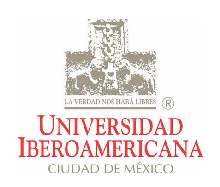 LA VERDAD NOS HARÁ LIBRES ®
UNIVERSIDAD
IBEROAMERICANA
CIUDAD DE MÉXICO